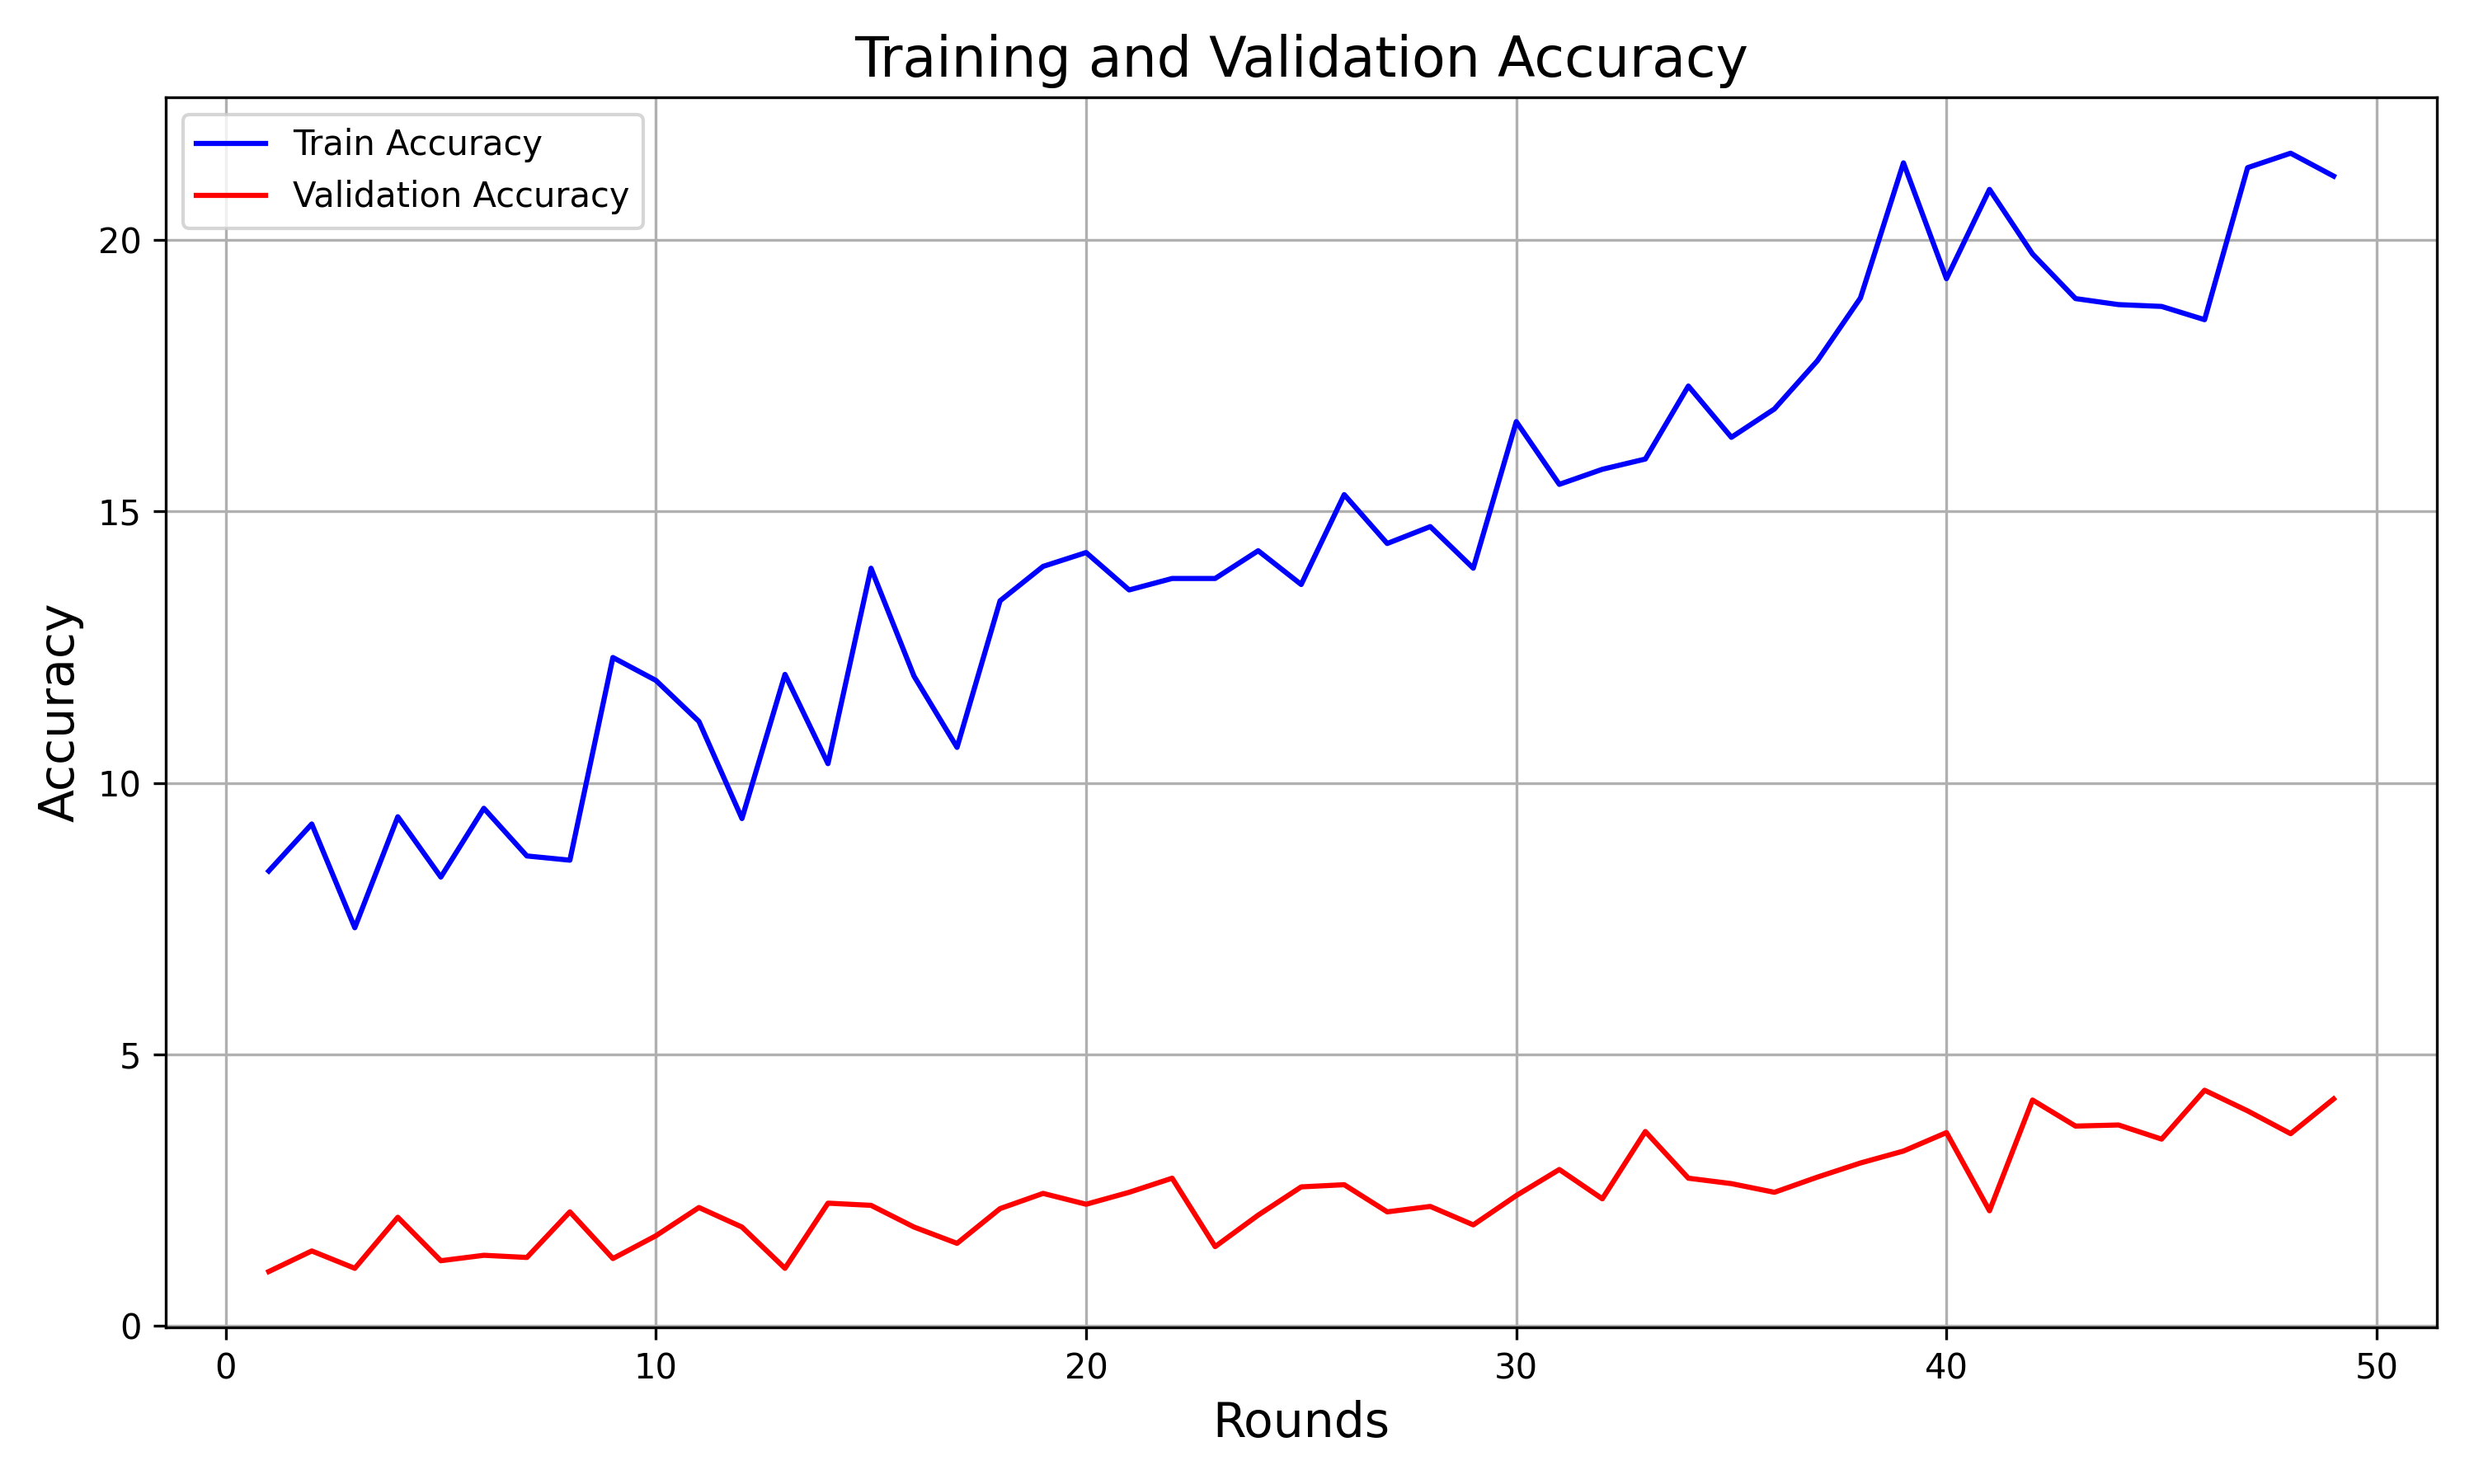 Training and Validation Accuracy
Train Accuracy
Validation Accuracy
20
15
10
5
0
Accuracy
0 10 20 30 40 50
Rounds